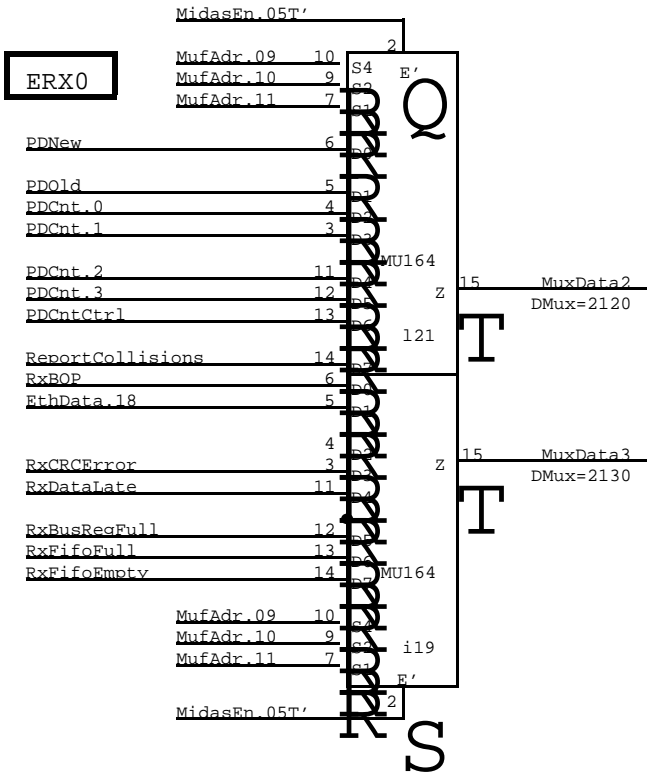 MidasEn.05T'
2
MufAdr.09 10 S4 E'
ERX0
MufAdr.10 9 S2 Q
MufAdr.11 7 S1
PDNew 6 D0
PDOld 5 D1
PDCnt.0 4 D2
PDCnt.1 3 D3
MU164
PDCnt.2 11 D4
PDCnt.3 12 D5 Z 15 MuxData2
DMux=2120
PDCntCtrl 13 D6
l21 T
ReportCollisions 14 D7
RxBOP 6 D0
EthData.18 5 D1
4 D2
RxCRCError 3 D3 Z 15 MuxData3
DMux=2130
RxDataLate 11 D4
T
RxBusRegFull 12 D5
RxFifoFull 13 D6
RxFifoEmpty 14 D7 MU164
MufAdr.09 10 S4
MufAdr.10 9 S2 i19
MufAdr.11 7 S1
E'
MidasEn.05T' 2
R S